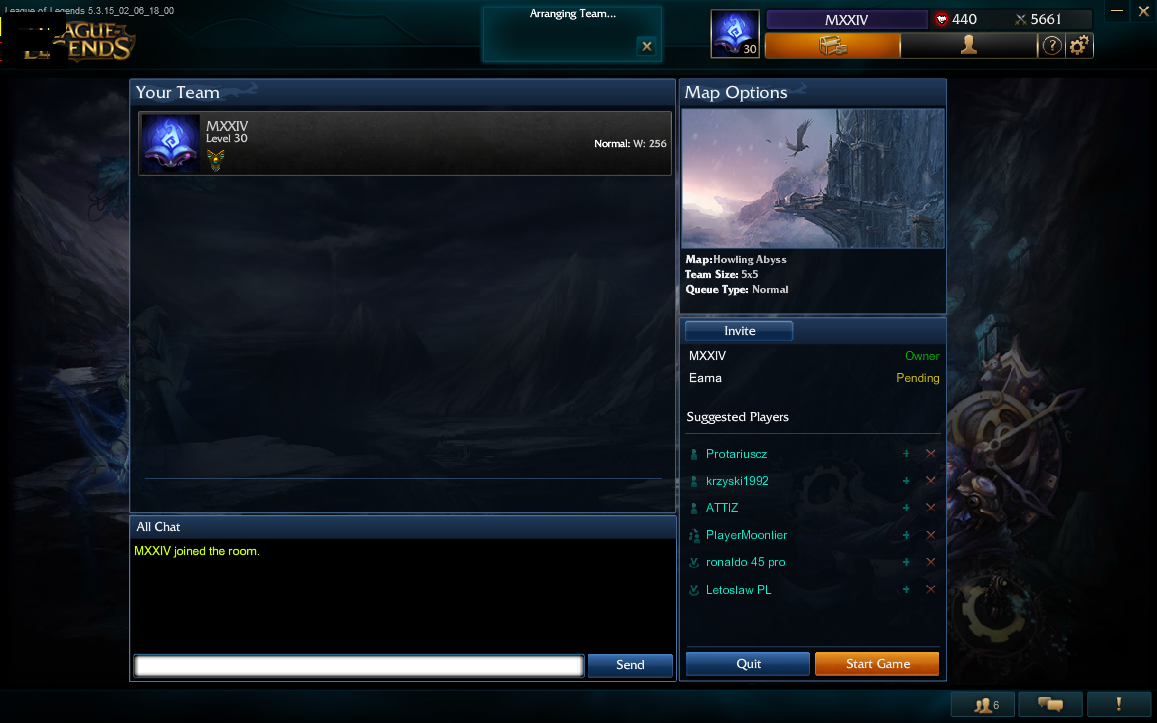 League of Legends 5.3.15_02_06_18_00
Arranging Team...
30
MXXIV
440
5661
Your Team
MXXIV
Level 30
Normal: W: 256
Map Options
Map:Howling Abyss
Team Size: 5x5
Queue Type: Normal
Invite
MXXIV Owner
Eama Pending
Suggested Players
Protariuscz
krzyski1992
ATTIZ
PlayerMoonlier
ronaldo 45 pro
Letoslaw PL
All Chat
MXXIV joined the room.
Send
Quit
Start Game
6